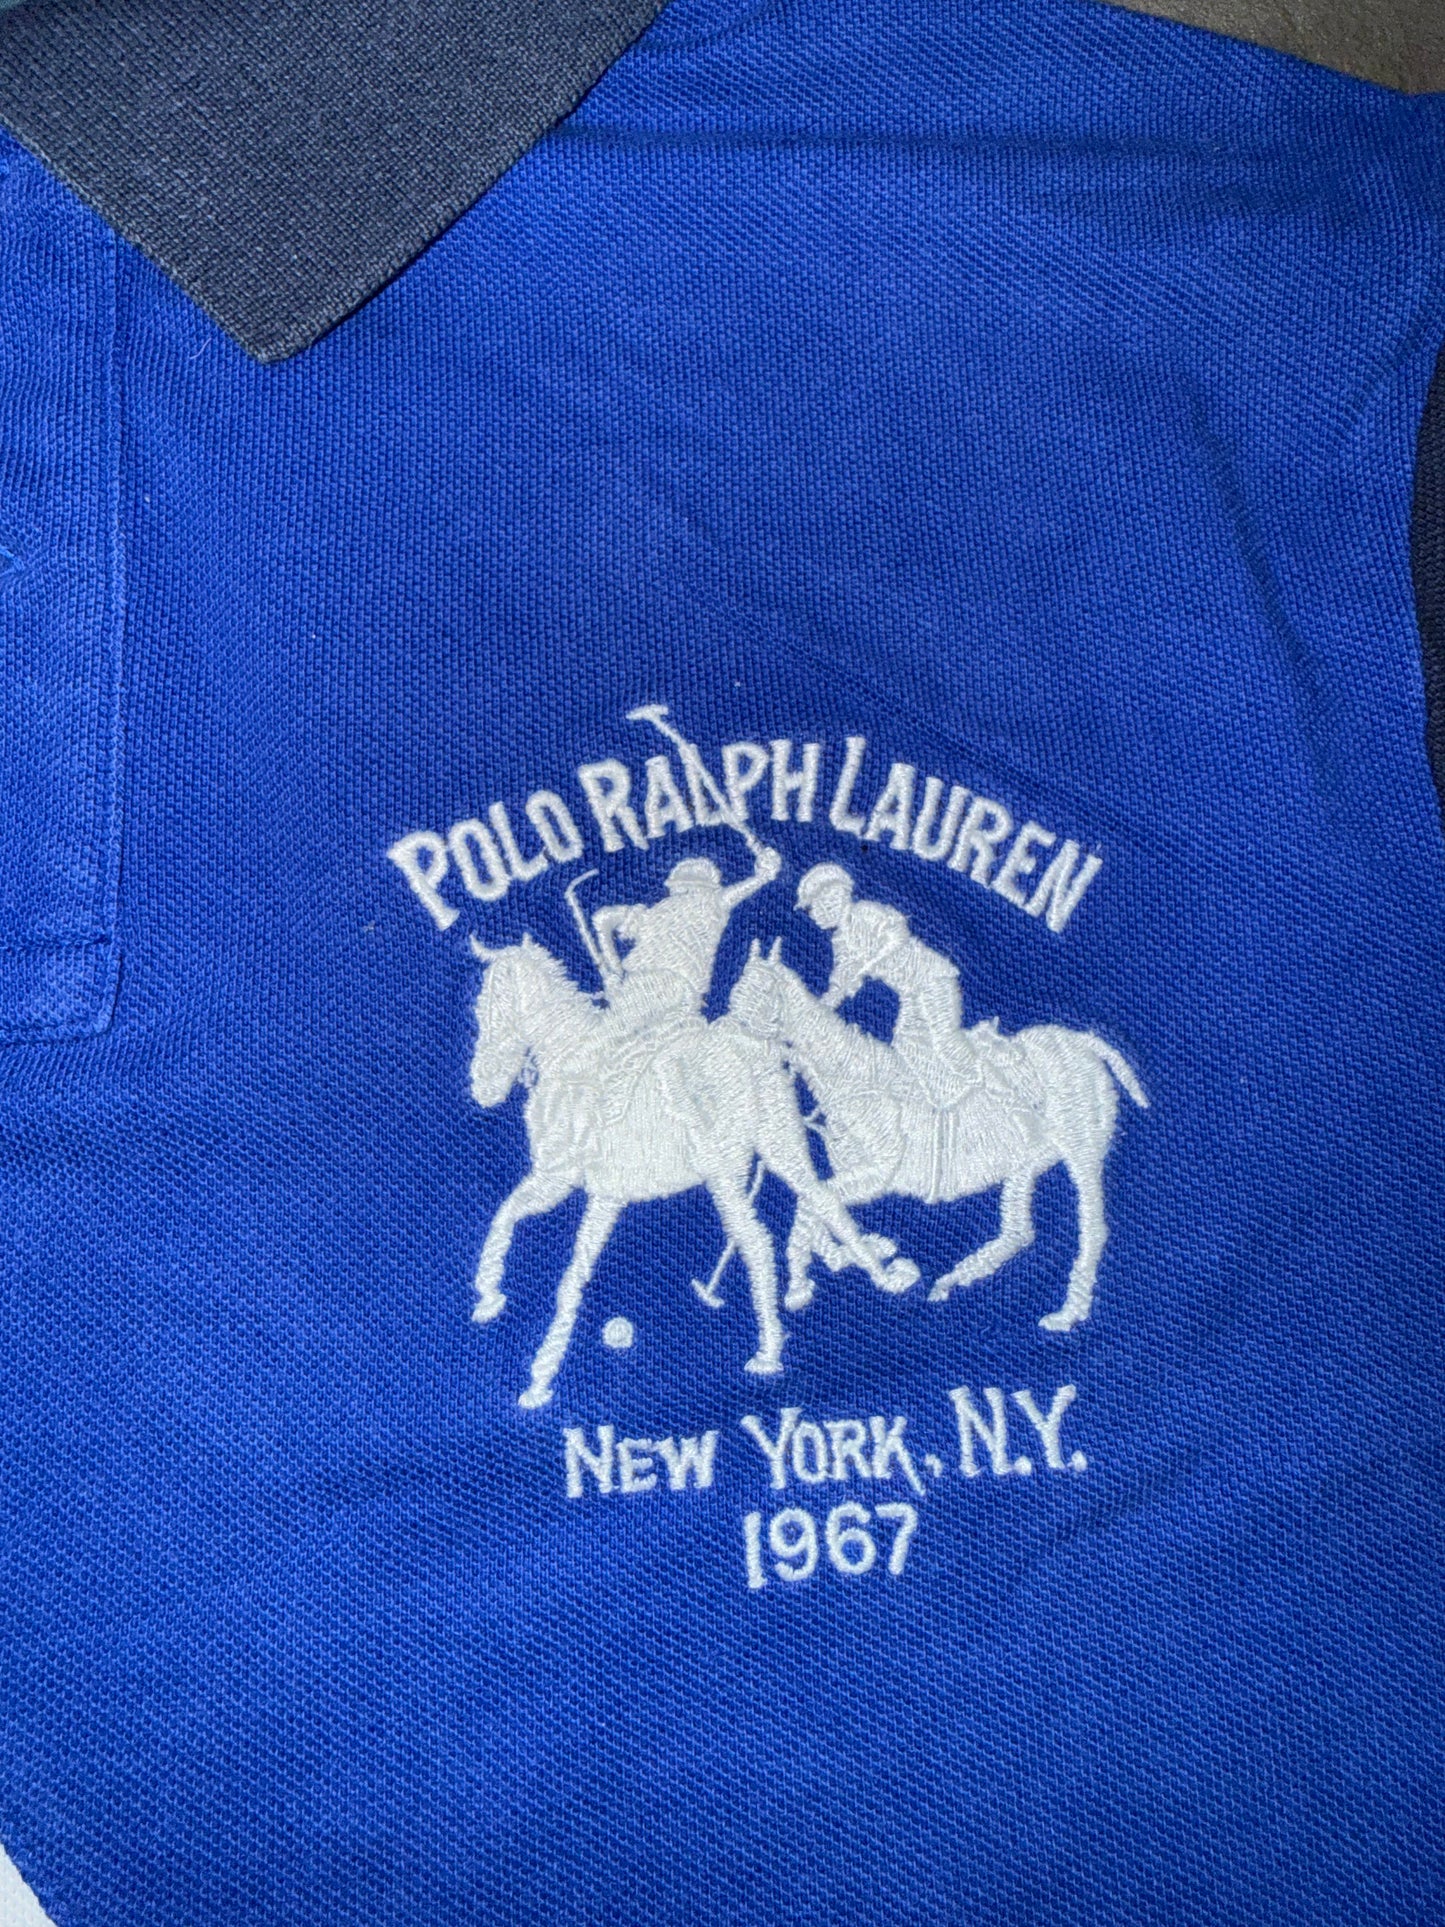 POLO RALPH LAUREN
NEW YORK, N.Y.
1967